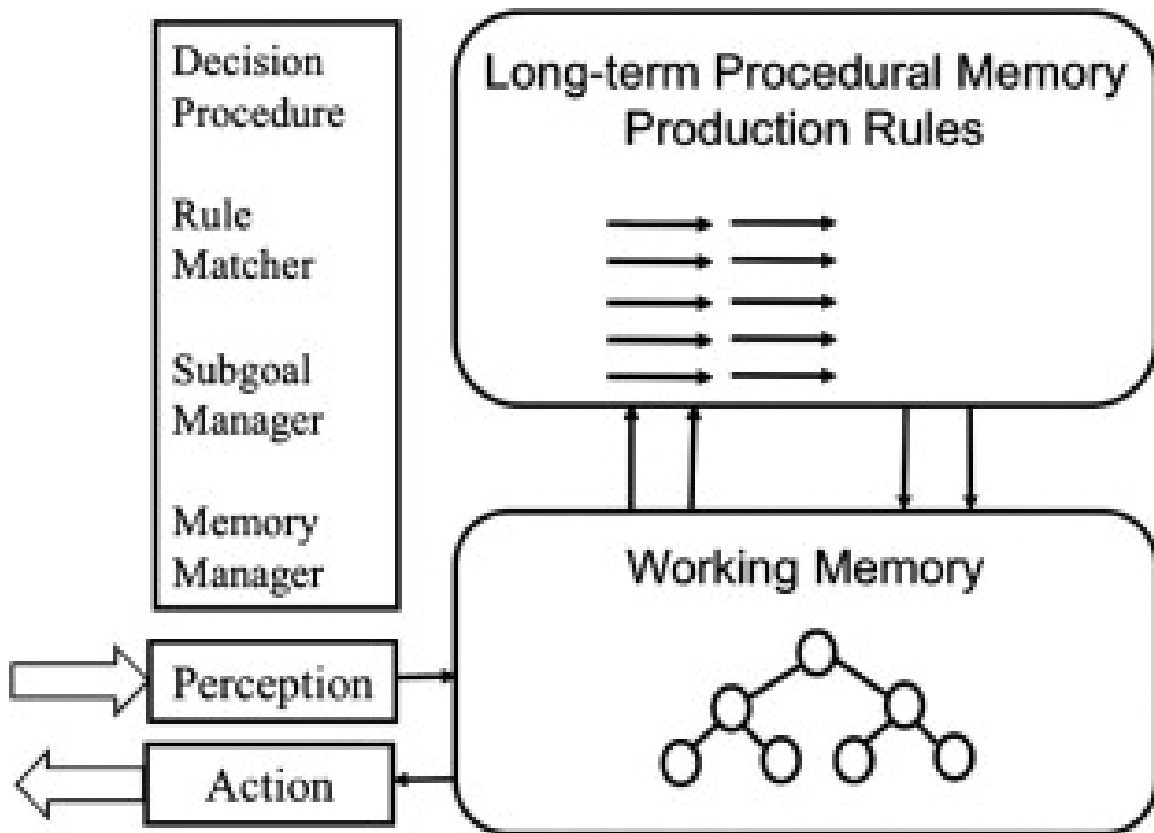 Decision
Procedure
Rule
Matcher
Subgoal
Manager
Memory
Manager
Long-term Procedural Memory
Production Rules
Working Memory
Perception
Action